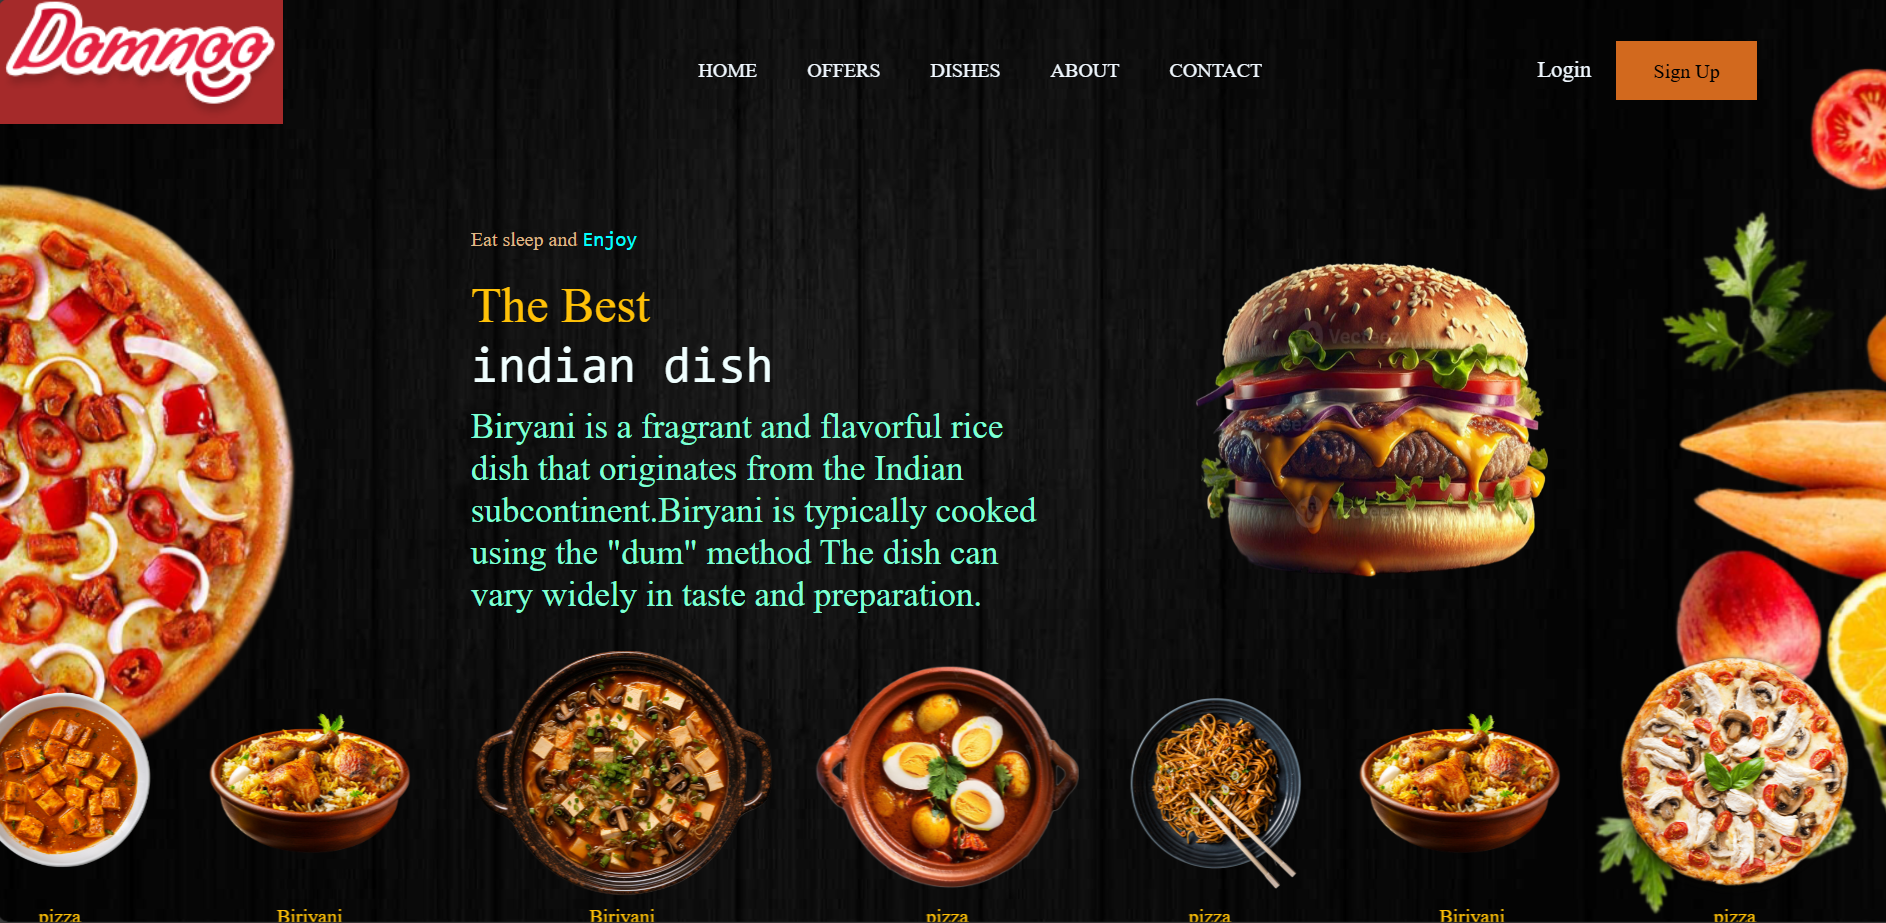 Domnoo
HOME OFFERS DISHES ABOUT CONTACT
Login Sign Up
Eat sleep and Enjoy
The Best
indian dish
Biryani is a fragrant and flavorful rice
dish that originates from the Indian
subcontinent.Biryani is typically cooked
using the "dum" method The dish can
vary widely in taste and preparation.
Vecteezy
pizza Biriyani Biriyani pizza pizza Biriyani pizza